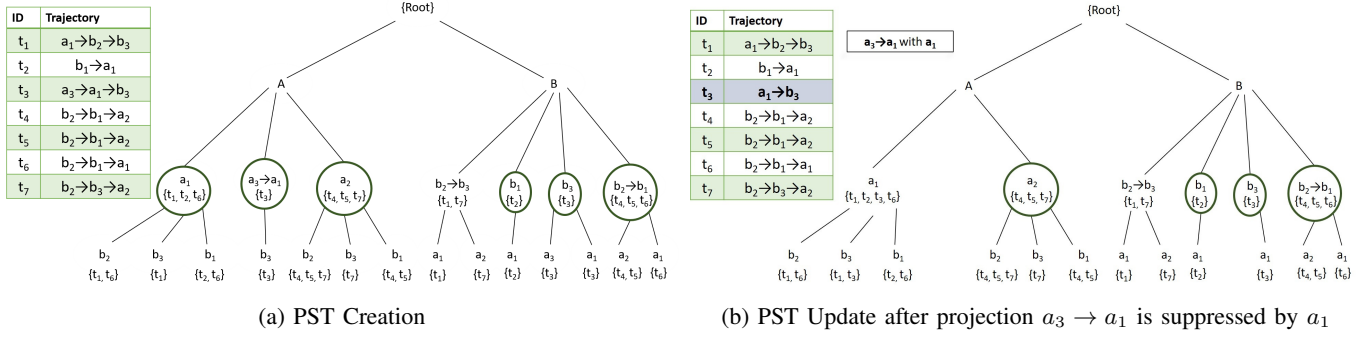 {Root}
ID Trajectory
t1 a1→b2→b3
t2 b1→a1
t3 a3→a1→b3
t4 b2→b1→a2
t5 b2→b1→a2
t6 b2→b1→a1
t7 b2→b3→a2
A B
a1 a3→a1 a2 b2→b3 b1 b3 b2→b1
{t1, t2, t6} {t3} {t4, t5, t7} {t1, t7} {t2} {t3} {t4, t5, t6}
b2 b3 b1 b3 b2 b3 b1 a1 a2 a1 a3 a1 a2 a1
{t1, t6} {t1} {t2, t6} {t3} {t4, t5, t7} {t7} {t4, t5} {t1} {t7} {t2} {t3} {t3} {t4, t5} {t6}
(a) PST Creation
{Root}
ID Trajectory
t1 a1→b2→b3
t2 b1→a1
t3 a1→b3
t4 b2→b1→a2
t5 b2→b1→a2
t6 b2→b1→a1
t7 b2→b3→a2
a3→a1 with a1
A B
a1 a2 b2→b3 b1 b3 b2→b1
{t1, t2, t3, t6} {t4, t5, t7} {t1, t7} {t2} {t3} {t4, t5, t6}
b2 b3 b1 b2 b3 b1 a1 a2 a1 a1 a2 a1
{t1, t6} {t1, t3} {t2, t6} {t4, t5, t7} {t7} {t4, t5} {t1} {t7} {t2} {t3} {t4, t5} {t6}
(b) PST Update after projection a3 → a1 is suppressed by a1